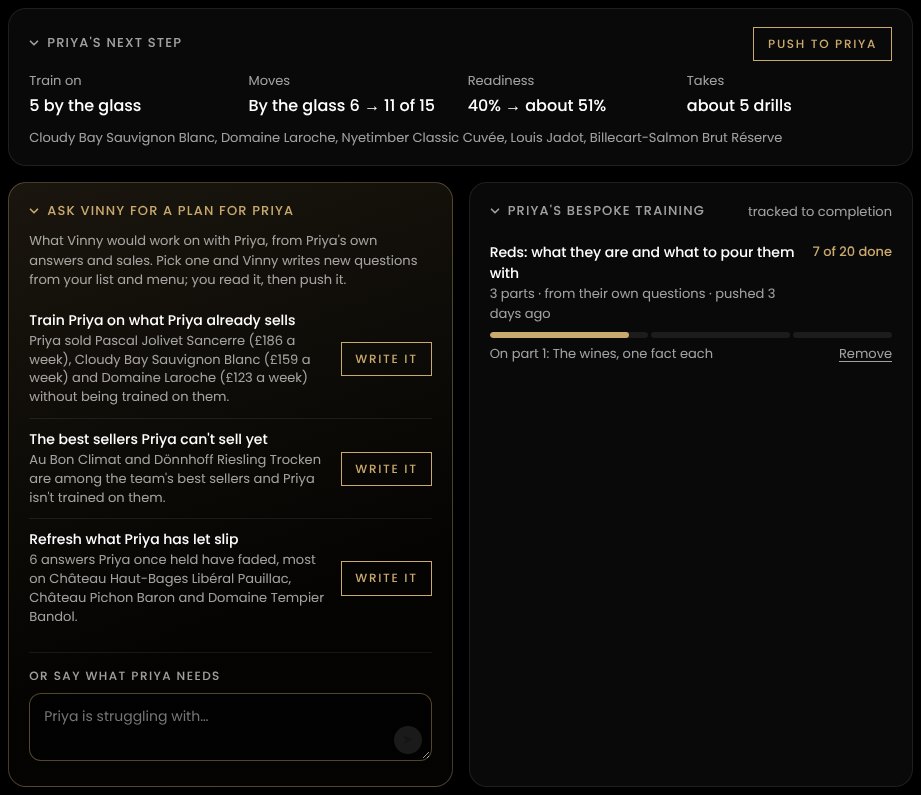 PRIYA'S NEXT STEP
PUSH TO PRIYA
Train on
5 by the glass
Moves
By the glass 6 → 11 of 15
Readiness
40% → about 51%
Takes
about 5 drills
Cloudy Bay Sauvignon Blanc, Domaine Laroche, Nyetimber Classic Cuvée, Louis Jadot, Billecart-Salmon Brut Réserve
ASK VINNY FOR A PLAN FOR PRIYA
What Vinny would work on with Priya, from Priya's own
answers and sales. Pick one and Vinny writes new questions
from your list and menu; you read it, then push it.
Train Priya on what Priya already sells
Priya sold Pascal Jolivet Sancerre (£186 a
week), Cloudy Bay Sauvignon Blanc (£159 a
week) and Domaine Laroche (£123 a week)
without being trained on them.
WRITE IT
The best sellers Priya can't sell yet
Au Bon Climat and Dönnhoff Riesling Trocken
are among the team's best sellers and Priya
isn't trained on them.
WRITE IT
Refresh what Priya has let slip
6 answers Priya once held have faded, most
on Château Haut-Bages Libéral Pauillac,
Château Pichon Baron and Domaine Tempier
Bandol.
WRITE IT
OR SAY WHAT PRIYA NEEDS
Priya is struggling with...
PRIYA'S BESPOKE TRAINING
tracked to completion
Reds: what they are and what to pour them
with
7 of 20 done
3 parts · from their own questions · pushed 3
days ago
On part 1: The wines, one fact each
Remove